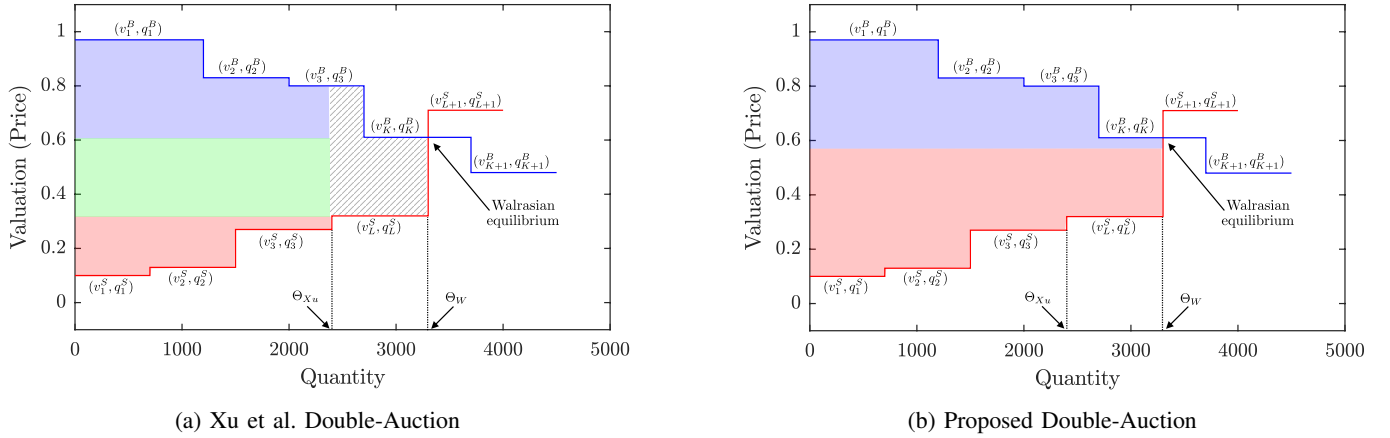 Valuation (Price)
1
0.8
0.6
0.4
0.2
0
(v_1^B, q_1^B)
(v_2^B, q_2^B)
(v_3^B, q_3^B)
(v_{L+1}^S, q_{L+1}^S)
(v_K^B, q_K^B)
(v_{K+1}^B, q_{K+1}^B)
Walrasian
equilibrium
(v_L^S, q_L^S)
(v_3^S, q_3^S)
(v_2^S, q_2^S)
(v_1^S, q_1^S)
Θ_{Xu}
Θ_W
0 1000 2000 3000 4000 5000
Quantity
(a) Xu et al. Double-Auction
Valuation (Price)
1
0.8
0.6
0.4
0.2
0
(v_1^B, q_1^B)
(v_2^B, q_2^B)
(v_3^B, q_3^B)
(v_{L+1}^S, q_{L+1}^S)
(v_K^B, q_K^B)
(v_{K+1}^B, q_{K+1}^B)
Walrasian
equilibrium
(v_L^S, q_L^S)
(v_3^S, q_3^S)
(v_2^S, q_2^S)
(v_1^S, q_1^S)
Θ_{Xu}
Θ_W
0 1000 2000 3000 4000 5000
Quantity
(b) Proposed Double-Auction